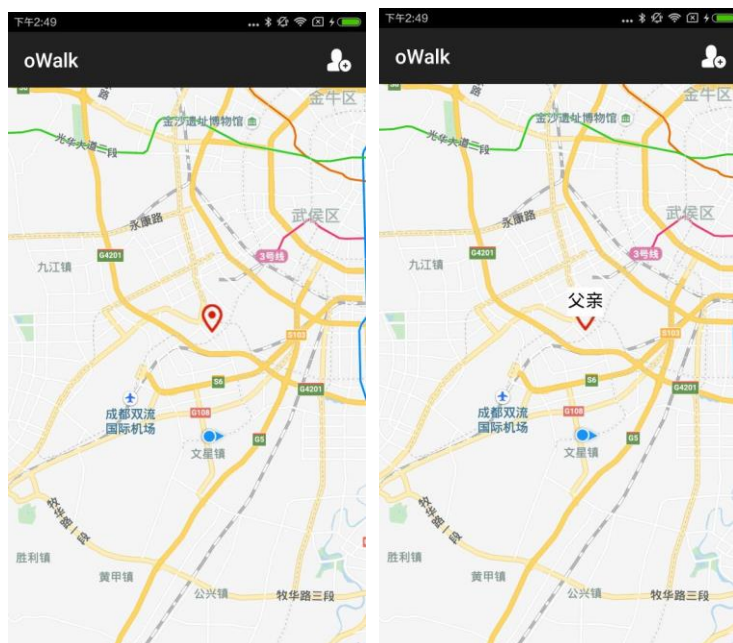 下午2:49
oWalk
金牛区
路
金沙遗址博物馆
光华大道二段
永康路
武侯区
3号线
G4201
九江镇
S103
S6
G4201
成都双流
国际机场
G108
G5
文星镇
牧华路一段
胜利镇
黄甲镇
公兴镇
牧华路三段
下午2:49
oWalk
金牛区
路
金沙遗址博物馆
光华大道二段
永康路
武侯区
3号线
G4201
九江镇
父亲
S103
S6
G4201
成都双流
国际机场
G108
G5
文星镇
牧华路一段
胜利镇
黄甲镇
公兴镇
牧华路三段